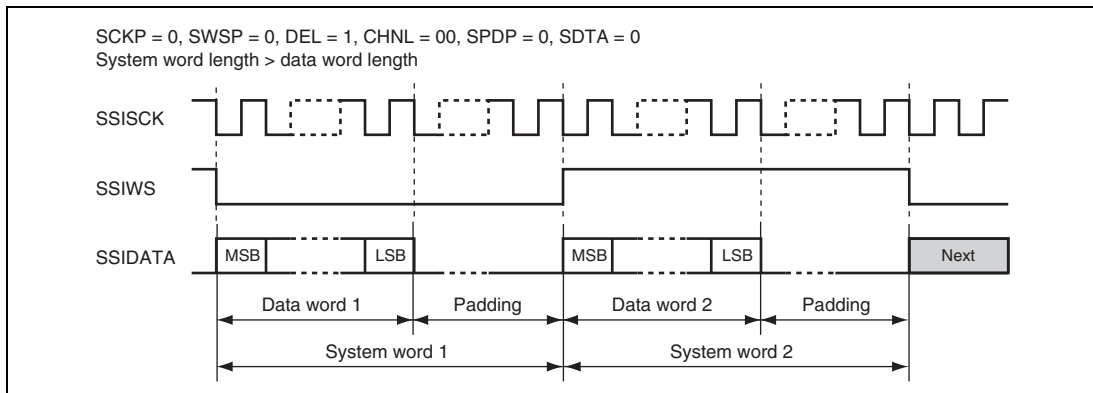 SCKP = 0, SWSP = 0, DEL = 1, CHNL = 00, SPDP = 0, SDTA = 0
System word length > data word length
SSISCK
SSIWS
SSIDATA MSB LSB MSB LSB Next
Data word 1 Padding Data word 2 Padding
System word 1 System word 2